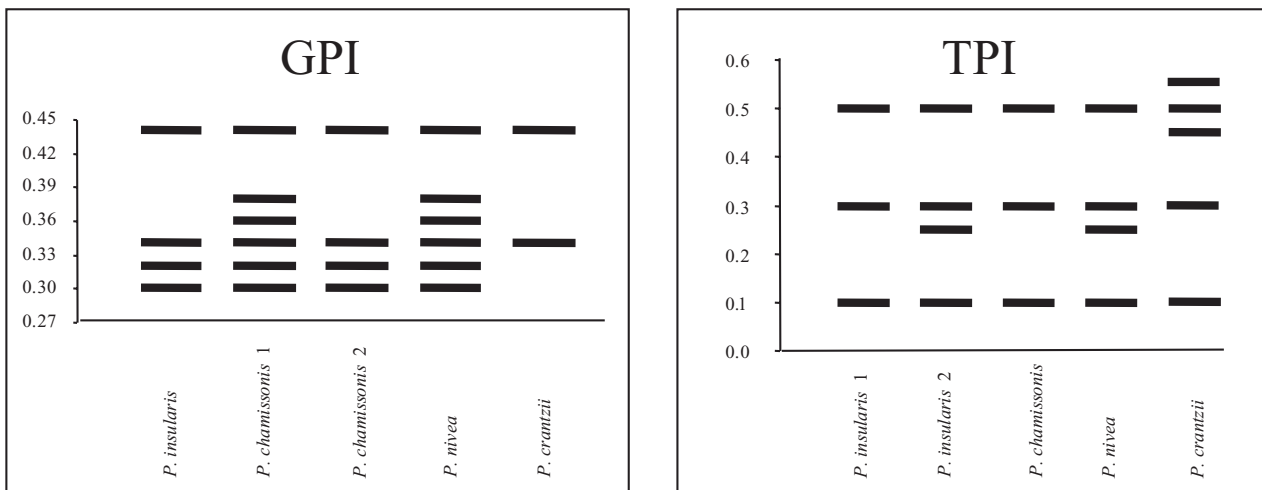 GPI
0.45
0.42
0.39
0.36
0.33
0.30
0.27
P. insularis
P. chamissonis 1
P. chamissonis 2
P. nivea
P. crantzii
TPI
0.6
0.5
0.4
0.3
0.2
0.1
0.0
P. insularis 1
P. insularis 2
P. chamissonis
P. nivea
P. crantzii